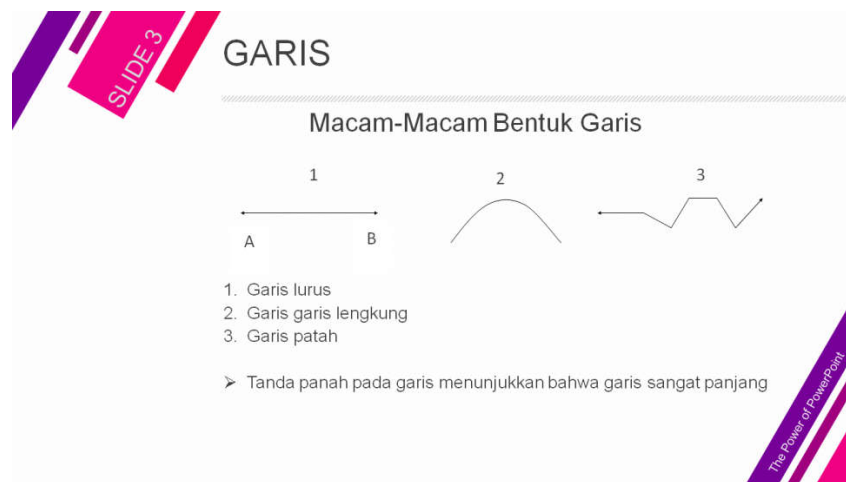 SLIDE 3
GARIS
Macam-Macam Bentuk Garis
1
2
3
A
B
1. Garis lurus
2. Garis garis lengkung
3. Garis patah
➢ Tanda panah pada garis menunjukkan bahwa garis sangat panjang
The Power of PowerPoint